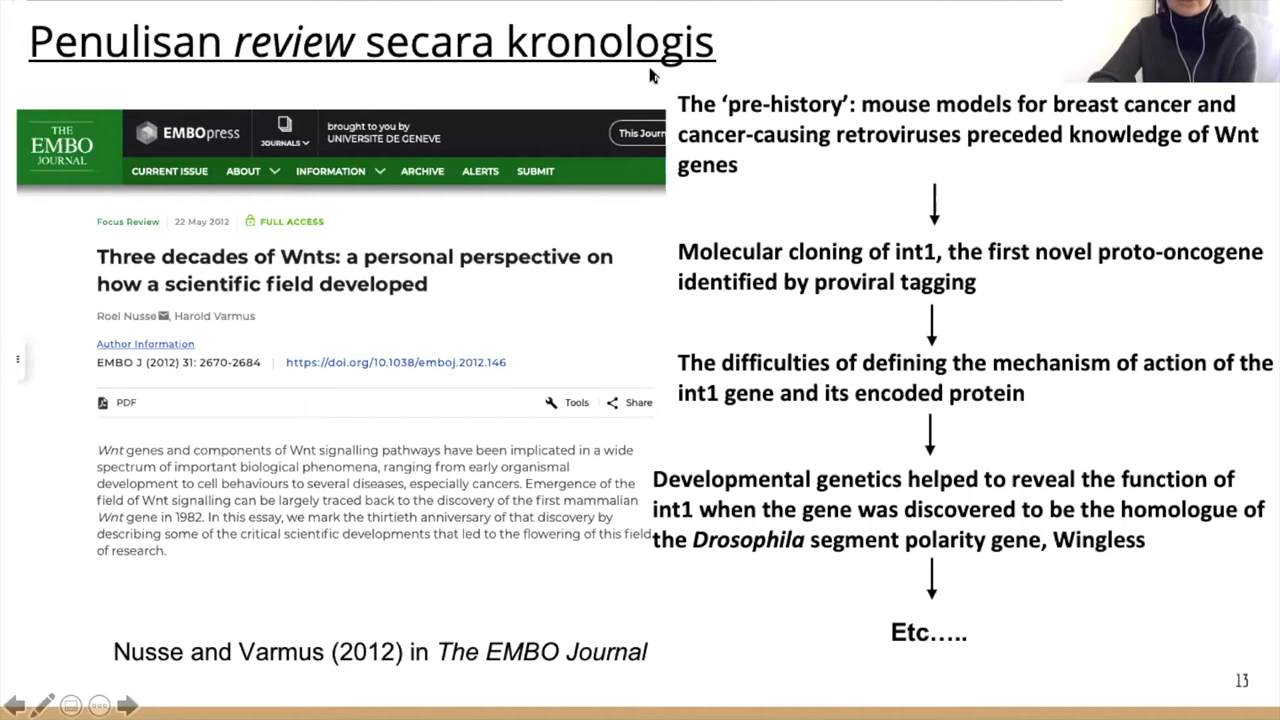 Penulisan review secara kronologis
THE
EMBO
JOURNAL
EMBOpress
JOURNALS
brought to you by
UNIVERSITE DE GENEVE
This Journ
CURRENT ISSUE ABOUT INFORMATION ARCHIVE ALERTS SUBMIT
Focus Review | 22 May 2012 | FULL ACCESS
Three decades of Wnts: a personal perspective on
how a scientific field developed
Roel Nusse, Harold Varmus
Author Information
EMBO J (2012) 31: 2670-2684 | https://doi.org/10.1038/emboj.2012.146
PDF Tools Share
Wnt genes and components of Wnt signalling pathways have been implicated in a wide
spectrum of important biological phenomena, ranging from early organismal
development to cell behaviours to several diseases, especially cancers. Emergence of the
field of Wnt signalling can be largely traced back to the discovery of the first mammalian
Wnt gene in 1982. In this essay, we mark the thirtieth anniversary of that discovery by
describing some of the critical scientific developments that led to the flowering of this field
of research.
Nusse and Varmus (2012) in The EMBO Journal
The ‘pre-history’: mouse models for breast cancer and
cancer-causing retroviruses preceded knowledge of Wnt
genes
Molecular cloning of int1, the first novel proto-oncogene
identified by proviral tagging
The difficulties of defining the mechanism of action of the
int1 gene and its encoded protein
Developmental genetics helped to reveal the function of
int1 when the gene was discovered to be the homologue of
the Drosophila segment polarity gene, Wingless
Etc…..
13